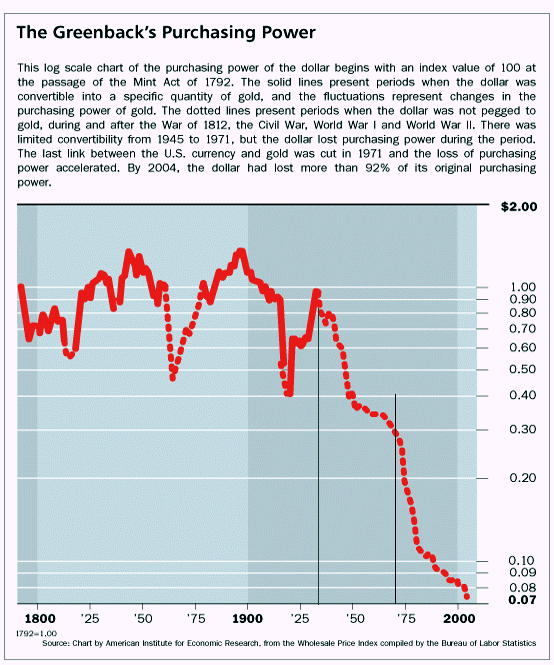 The Greenback's Purchasing Power
This log scale chart of the purchasing power of the dollar begins with an index value of 100 at
the passage of the Mint Act of 1792. The solid lines present periods when the dollar was
convertible into a specific quantity of gold, and the fluctuations represent changes in the
purchasing power of gold. The dotted lines present periods when the dollar was not pegged to
gold, during and after the War of 1812, the Civil War, World War I and World War II. There was
limited convertibility from 1945 to 1971, but the dollar lost purchasing power during the period.
The last link between the U.S. currency and gold was cut in 1971 and the loss of purchasing
power accelerated. By 2004, the dollar had lost more than 92% of its original purchasing
power.
$2.00
1.00
0.90
0.80
0.70
0.60
0.50
0.40
0.30
0.20
0.10
0.09
0.08
0.07
1800 '25 '50 '75 1900 '25 '50 '75 2000
1792=1.00
Source: Chart by American Institute for Economic Research, from the Wholesale Price Index compiled by the Bureau of Labor Statistics